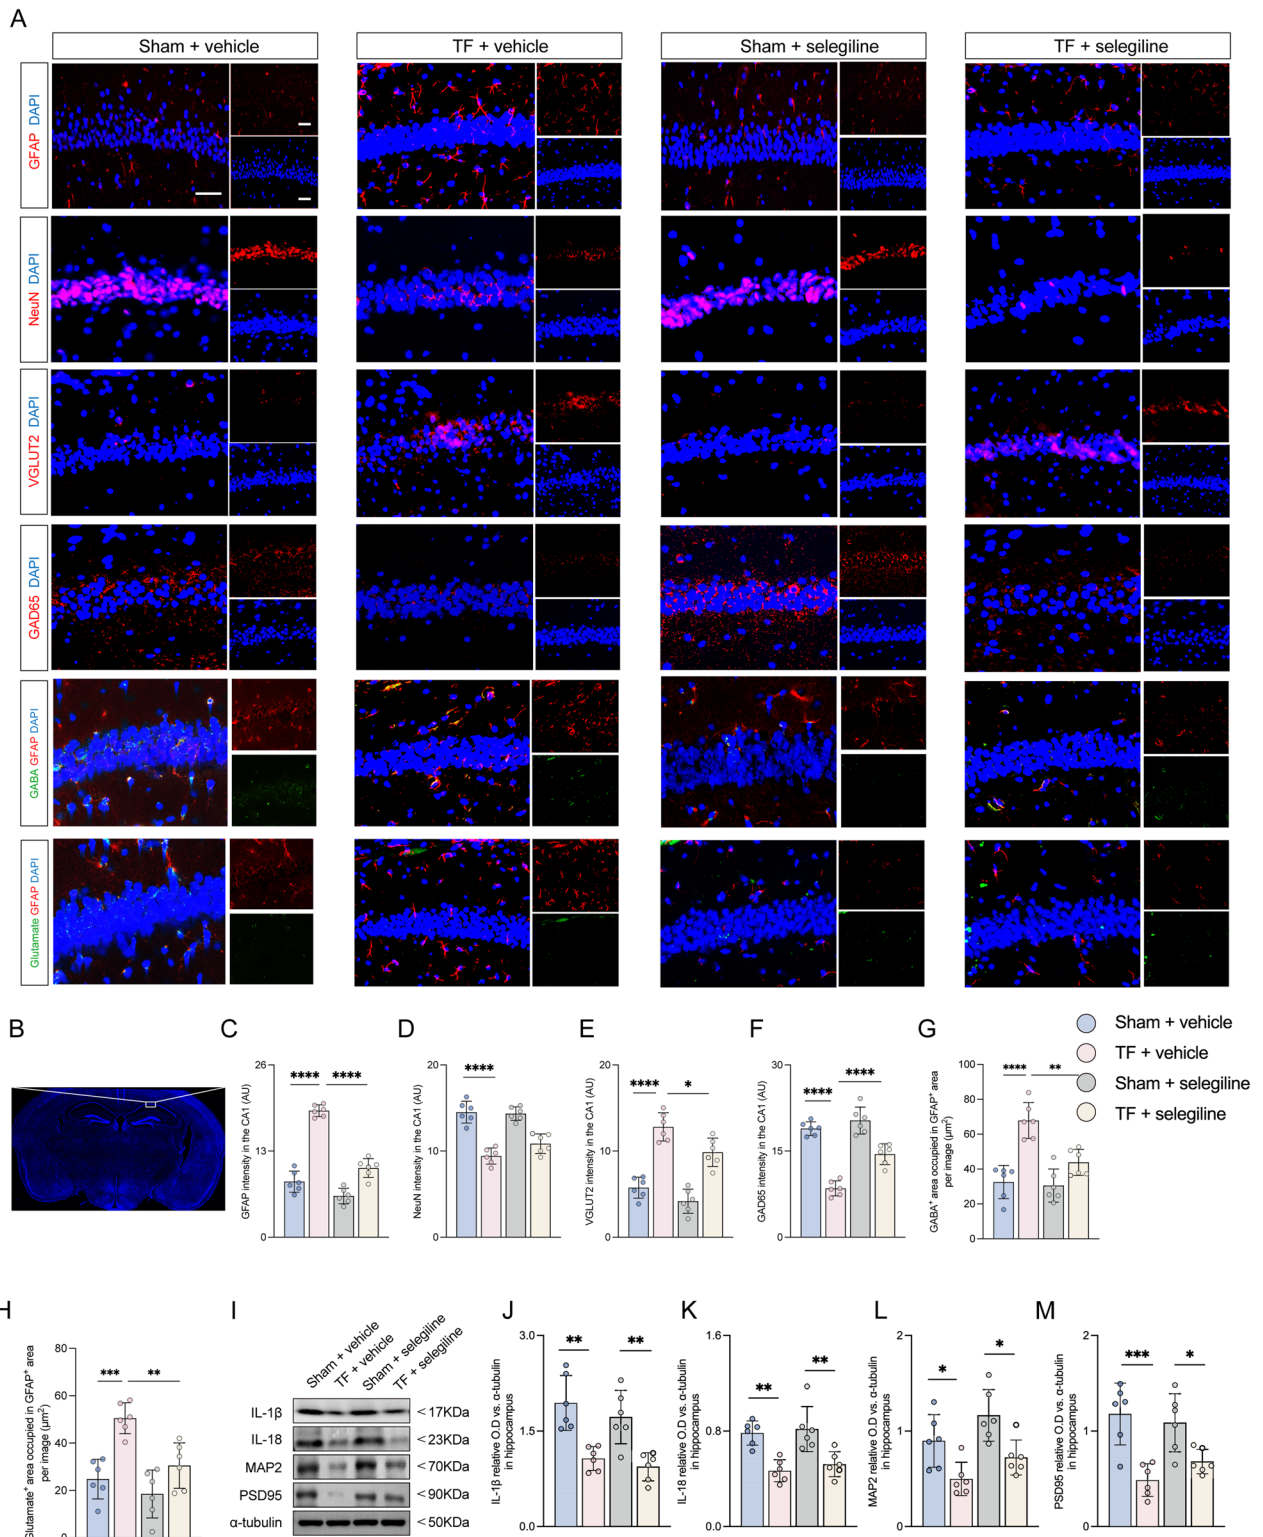 A
Sham + vehicle
TF + vehicle
Sham + selegiline
TF + selegiline
GFAP DAPI
NeuN DAPI
VGLUT2 DAPI
GAD65 DAPI
GABA GFAP DAPI
Glutamate GFAP DAPI
B
C
GFAP intensity in the CA1 (AU)
26
13
0
****
****
D
NeuN intensity in the CA1 (AU)
20
10
0
****
E
VGLUT2 intensity in the CA1 (AU)
20
10
0
****
*
F
GAD65 intensity in the CA1 (AU)
30
15
0
****
****
G
GABA⁺ area occupied in GFAP⁺ area
per image (µm²)
100
80
60
40
20
0
****
**
Sham + vehicle
TF + vehicle
Sham + selegiline
TF + selegiline
H
Glutamate⁺ area occupied in GFAP⁺ area
per image (µm²)
80
60
40
20
0
***
**
I
Sham + vehicle
TF + vehicle
Sham + selegiline
TF + selegiline
IL-1β
<17KDa
IL-18
<23KDa
MAP2
<70KDa
PSD95
<90KDa
α-tubulin
<50KDa
J
IL-1β relative O.D vs. α-tubulin
in hippocampus
3.0
1.5
0.0
**
**
K
IL-18 relative O.D vs. α-tubulin
in hippocampus
1.6
0.8
0.0
**
**
L
MAP2 relative O.D vs. α-tubulin
in hippocampus
2
1
0
*
*
M
PSD95 relative O.D vs. α-tubulin
in hippocampus
2
1
0
***
*